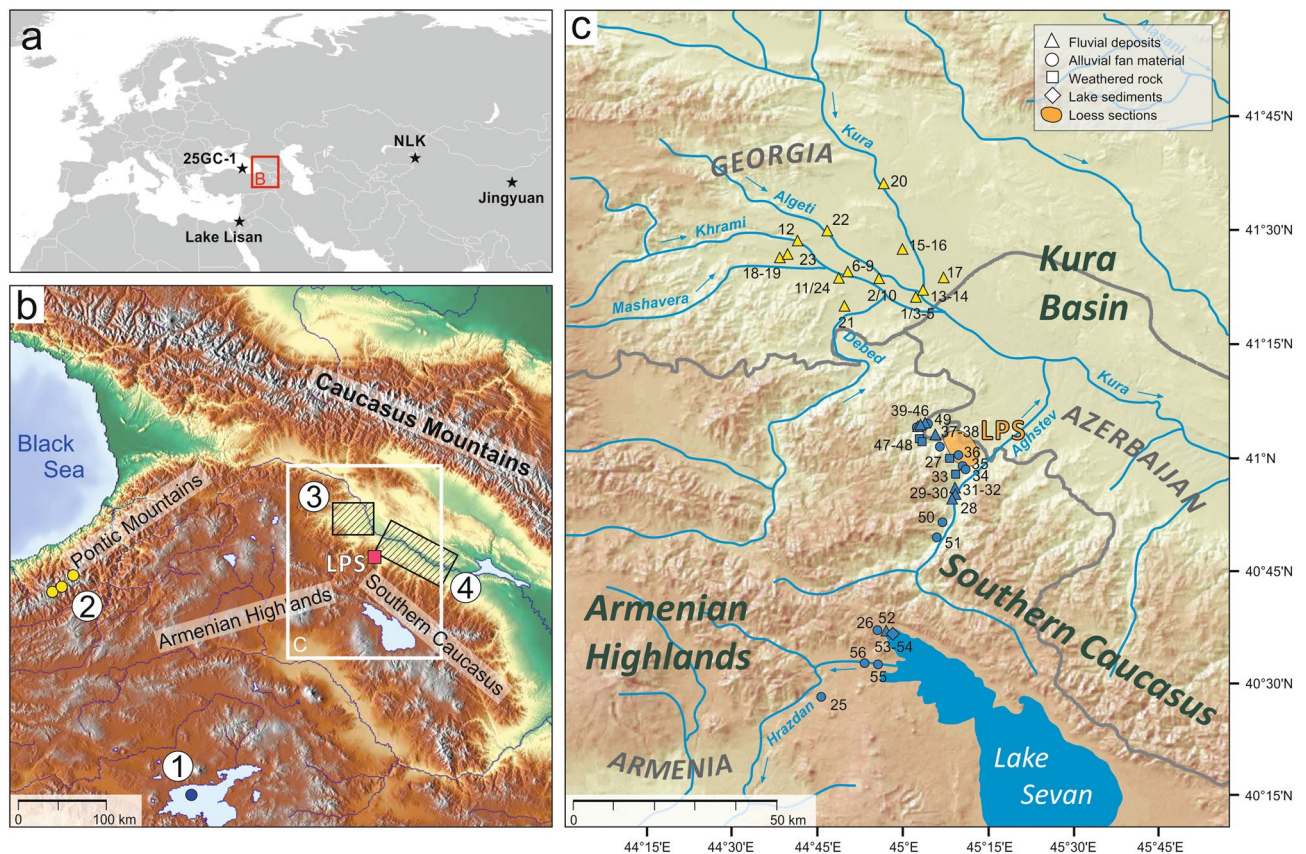 a
25GC-1
B
NLK
Jingyuan
Lake Lisan
b
Black
Sea
Caucasus Mountains
Pontic Mountains
3
LPS
4
2
Armenian Highlands
Southern Caucasus
C
1
0
100 km
c
Alasani
Fluvial deposits
Alluvial fan material
Weathered rock
Lake sediments
Loess sections
Kura
GEORGIA
20
Algeti
22
Khrami
12
15-16
Kura
Basin
23
6-9
17
18-19
11/24
2/10
13-14
Mashavera
1/3-5
21
Debed
Kura
39-46
49
LPS
37-38
Aghstev
AZERBAIJAN
47-48
36
27
35
33
34
29-30
31-32
28
50
51
Southern Caucasus
Armenian
Highlands
26
52
53-54
56
55
25
Hrazdan
ARMENIA
Lake
Sevan
0
50 km
41°45'
41°30'
41°15'
41°N
40°45'
40°30'
40°15'
44°15'E
44°30'E
44°45'E
45°E
45°15'E
45°30'E
45°45'E